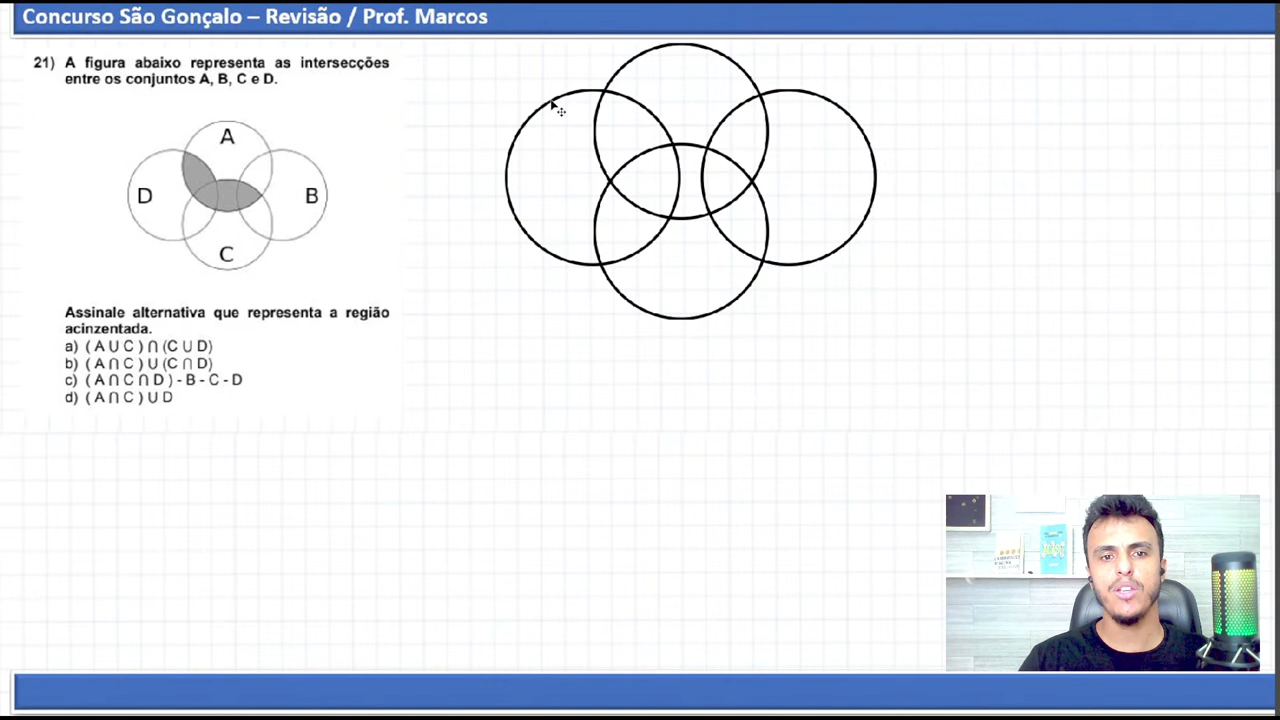 Concurso São Gonçalo – Revisão / Prof. Marcos
21) A figura abaixo representa as intersecções
entre os conjuntos A, B, C e D.
A
D
B
C
Assinale alternativa que representa a região
acinzentada.
a) ( A U C ) ∩ (C ∪ D)
b) ( A ∩ C ) U (C ∩ D)
c) ( A ∩ C ∩ D ) - B - C - D
d) ( A ∩ C ) U D